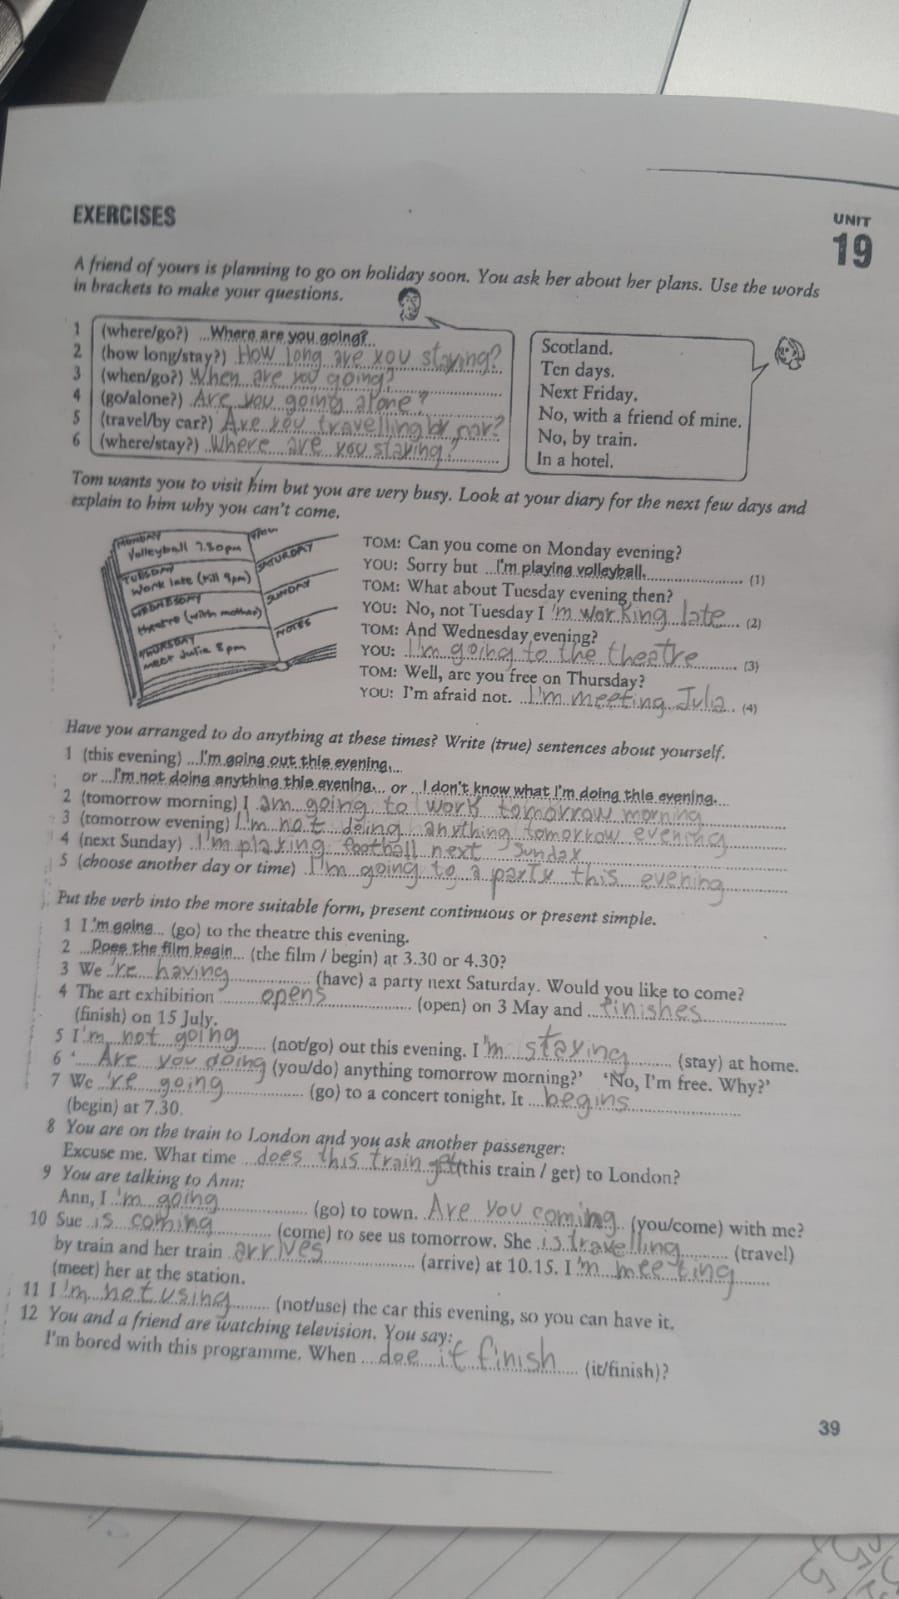 EXERCISES
UNIT
19
A friend of yours is planning to go on holiday soon. You ask her about her plans. Use the words
in brackets to make your questions.
1 (where/go?) ...Where are you going?..
2 (how long/stay?) How long are you staying?
3 (when/go?) When are you going?
4 (go/alone?) Are you going alone?
5 (travel/by car?) Are you travelling by car?
6 (where/stay?) Where are you staying?
Scotland.
Ten days.
Next Friday.
No, with a friend of mine.
No, by train.
In a hotel.
Tom wants you to visit him but you are very busy. Look at your diary for the next few days and
explain to him why you can't come.
MONDAY
Volleyball 7.30pm
TUESDAY
Work late (till 9pm)
WEDNESDAY
theatre (with mother)
THURSDAY
meet Julia 8pm
SATURDAY
SUNDAY
NOTES
TOM: Can you come on Monday evening?
YOU: Sorry but ...I'm playing volleyball. (1)
TOM: What about Tuesday evening then?
YOU: No, not Tuesday I 'm working late (2)
TOM: And Wednesday evening?
YOU: I'm going to the theatre (3)
TOM: Well, are you free on Thursday?
YOU: I'm afraid not. I'm meeting Julia (4)
Have you arranged to do anything at these times? Write (true) sentences about yourself.
1 (this evening) ...I'm going out this evening....
or ...I'm not doing anything this evening... or ..I don't know what I'm doing this evening.
2 (tomorrow morning) I am going to work tomorrow morning
3 (tomorrow evening) I'm not doing anything tomorrow evening
4 (next Sunday) I'm playing football next Sunday
5 (choose another day or time) I'm going to a party this evening
Put the verb into the more suitable form, present continuous or present simple.
1 I 'm going... (go) to the theatre this evening.
2 ...Does the film begin... (the film / begin) at 3.30 or 4.30?
3 We 're having (have) a party next Saturday. Would you like to come?
4 The art exhibition opens (open) on 3 May and finishes
(finish) on 15 July.
5 I 'm not going (not/go) out this evening. I 'm staying (stay) at home.
6 '... Are you doing (you/do) anything tomorrow morning?' 'No, I'm free. Why?'
7 We 're going (go) to a concert tonight. It begins
(begin) at 7.30.
8 You are on the train to London and you ask another passenger:
Excuse me. What time does this train get (this train / get) to London?
9 You are talking to Ann:
Ann, I 'm going (go) to town. Are you coming (you/come) with me?
10 Sue is coming (come) to see us tomorrow. She is travelling (travel)
by train and her train arrives (arrive) at 10.15. I 'm meeting
(meet) her at the station.
11 I 'm not using (not/use) the car this evening, so you can have it.
12 You and a friend are watching television. You say:
I'm bored with this programme. When doe it finish (it/finish)?
39